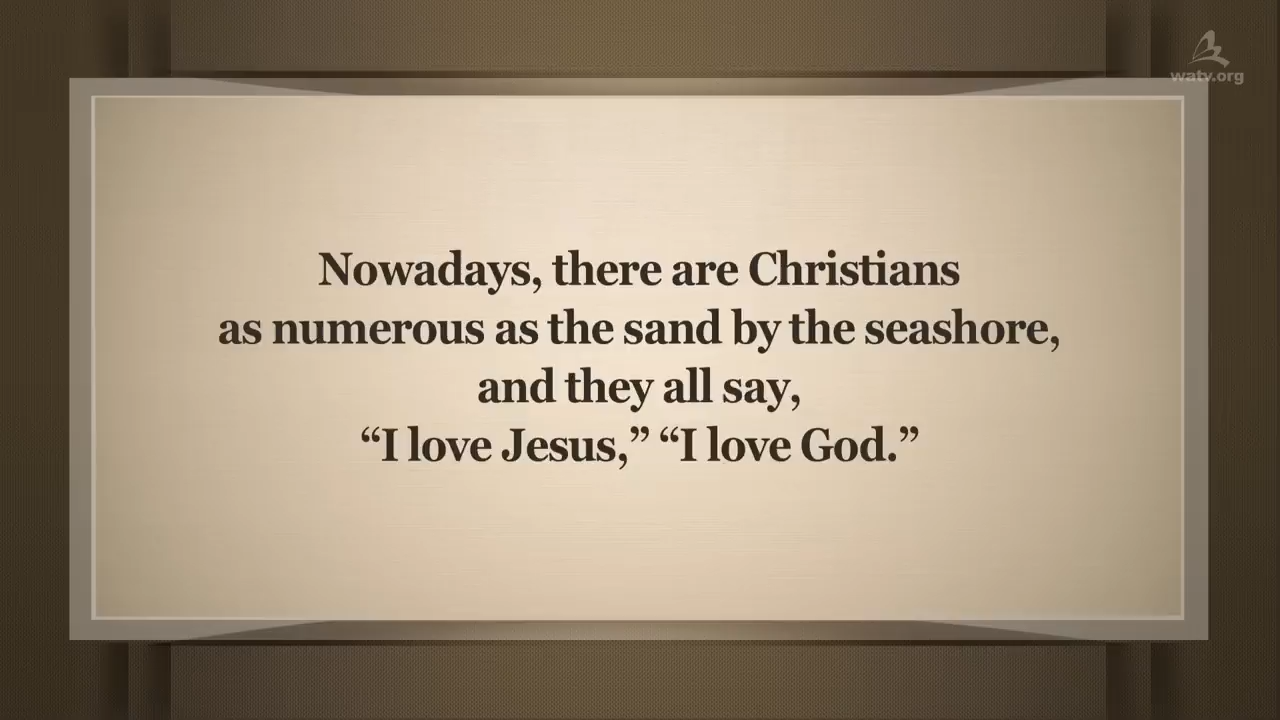 watv.org
Nowadays, there are Christians
as numerous as the sand by the seashore,
and they all say,
“I love Jesus,” “I love God.”